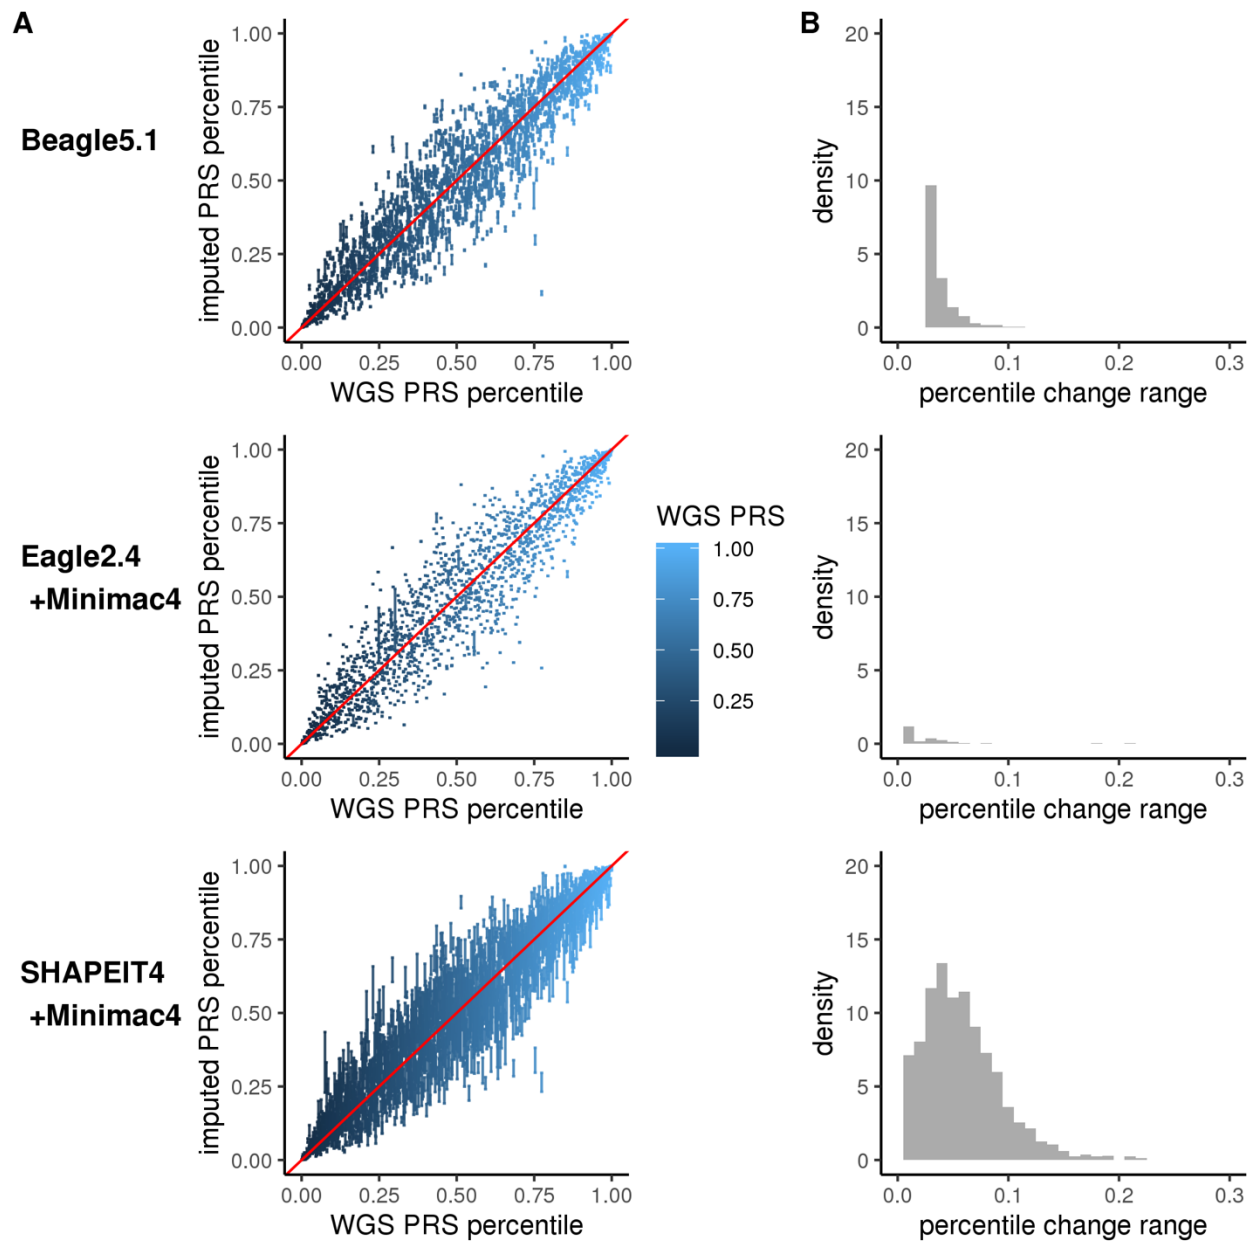 A
B
Beagle5.1
imputed PRS percentile
1.00
0.75
0.50
0.25
0.00
0.00 0.25 0.50 0.75 1.00
WGS PRS percentile
density
20
15
10
5
0
0.0 0.1 0.2 0.3
percentile change range
Eagle2.4
+Minimac4
imputed PRS percentile
1.00
0.75
0.50
0.25
0.00
0.00 0.25 0.50 0.75 1.00
WGS PRS percentile
WGS PRS
1.00
0.75
0.50
0.25
density
20
15
10
5
0
0.0 0.1 0.2 0.3
percentile change range
SHAPEIT4
+Minimac4
imputed PRS percentile
1.00
0.75
0.50
0.25
0.00
0.00 0.25 0.50 0.75 1.00
WGS PRS percentile
density
20
15
10
5
0
0.0 0.1 0.2 0.3
percentile change range